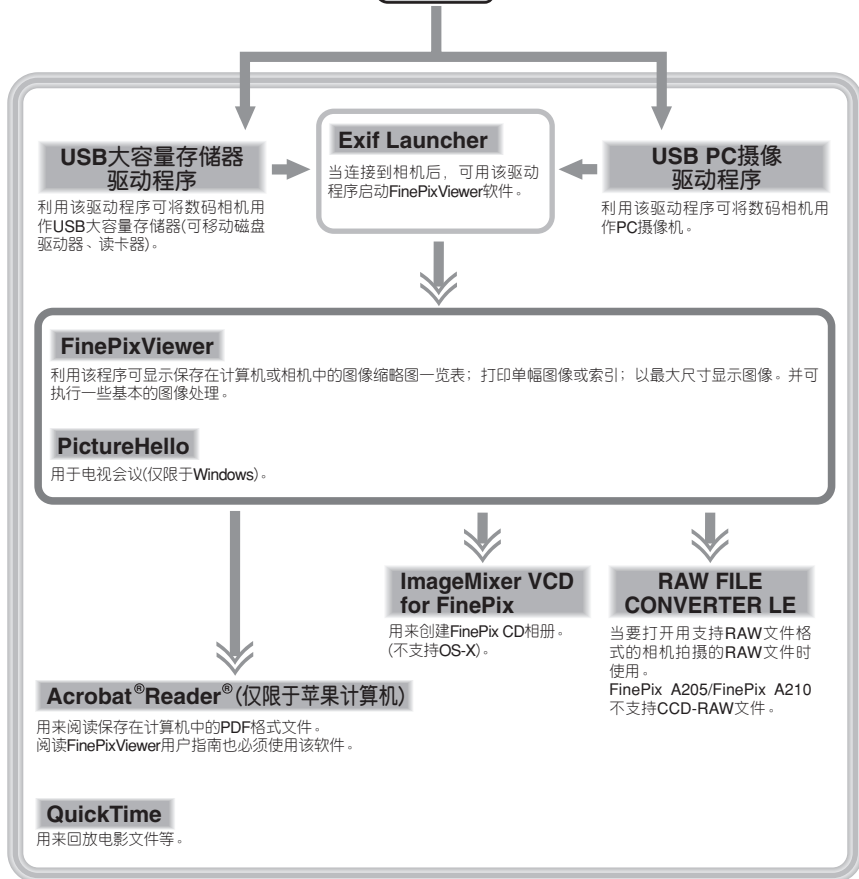 USB大容量存储器
驱动程序
利用该驱动程序可将数码相机用
作USB大容量存储器(可移动磁盘
驱动器、读卡器)。
Exif Launcher
当连接到相机后，可用该驱动
程序启动FinePixViewer软件。
USB PC摄像
驱动程序
利用该驱动程序可将数码相机用
作PC摄像机。
FinePixViewer
利用该程序可显示保存在计算机或相机中的图像缩略图一览表；打印单幅图像或索引；以最大尺寸显示图像。并可
执行一些基本的图像处理。
PictureHello
用于电视会议(仅限于Windows)。
ImageMixer VCD
for FinePix
用来创建FinePix CD相册。
(不支持OS-X)。
RAW FILE
CONVERTER LE
当要打开用支持RAW文件格
式的相机拍摄的RAW文件时
使用。
FinePix A205/FinePix A210
不支持CCD-RAW文件。
Acrobat®Reader®(仅限于苹果计算机)
用来阅读保存在计算机中的PDF格式文件。
阅读FinePixViewer用户指南也必须使用该软件。
QuickTime
用来回放电影文件等。